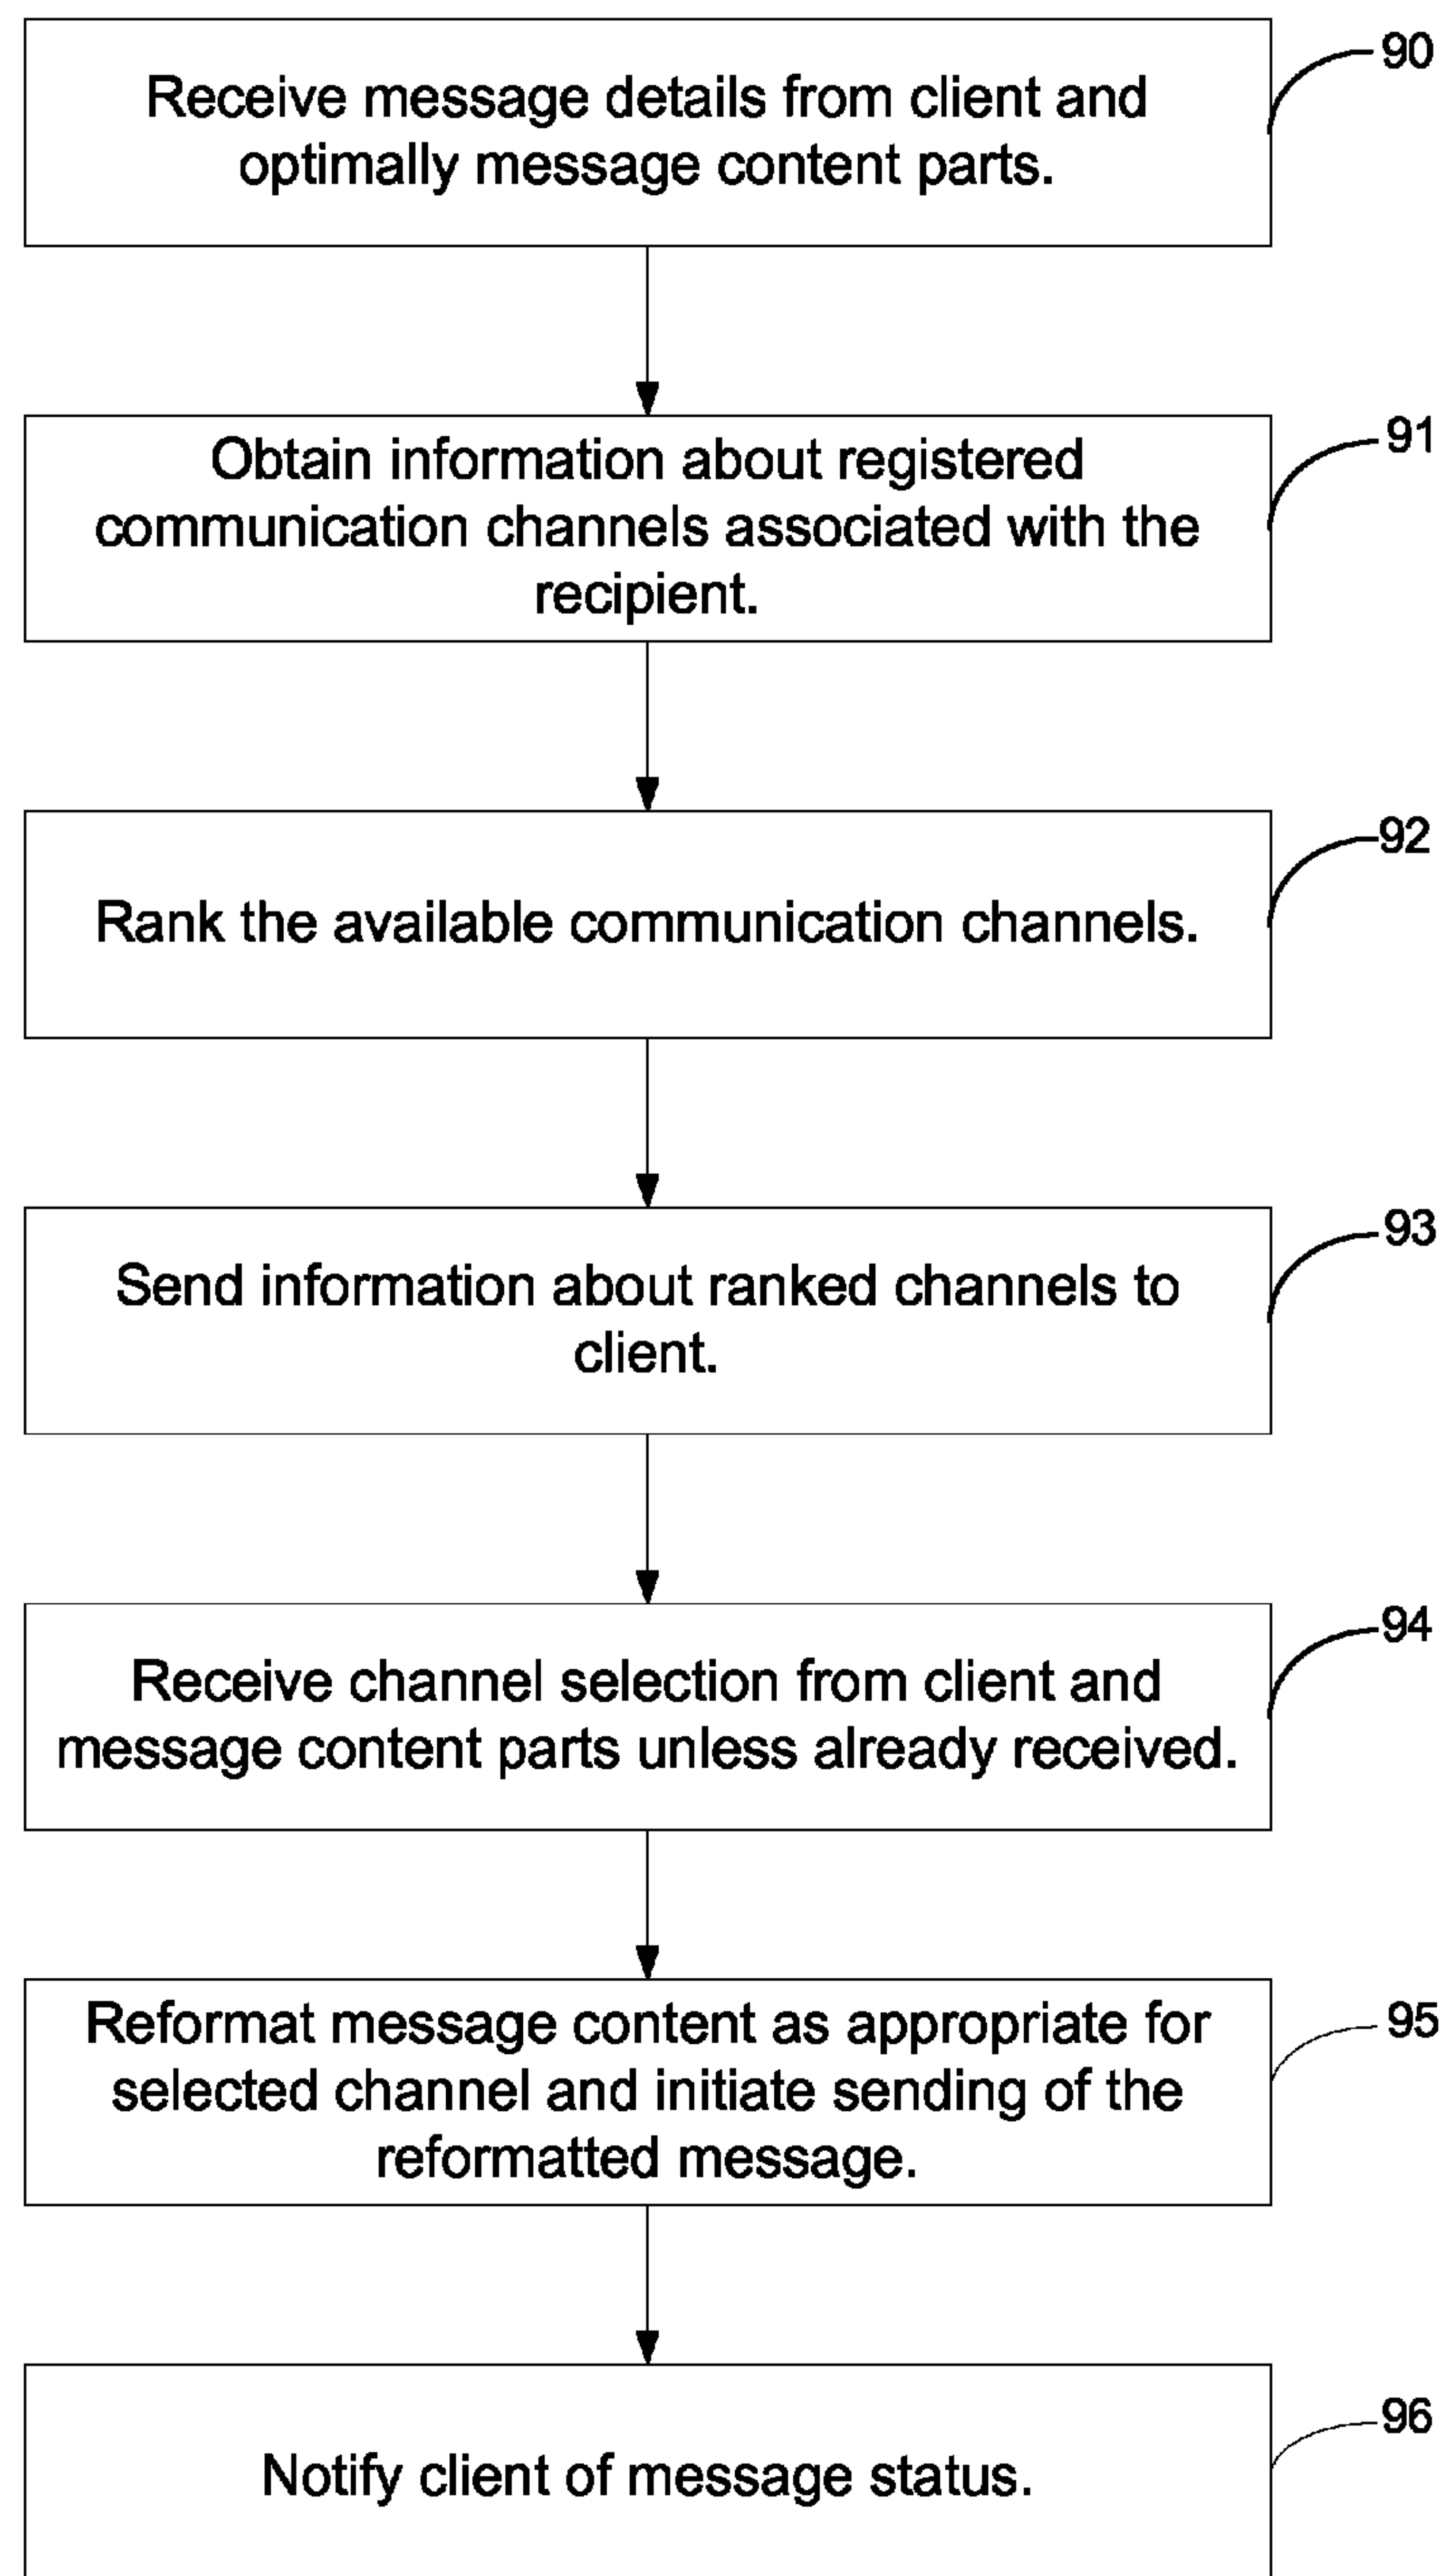 90
Receive message details from client and
optimally message content parts.
91
Obtain information about registered
communication channels associated with the
recipient.
92
Rank the available communication channels.
93
Send information about ranked channels to
client.
94
Receive channel selection from client and
message content parts unless already received.
95
Reformat message content as appropriate for
selected channel and initiate sending of the
reformatted message.
96
Notify client of message status.